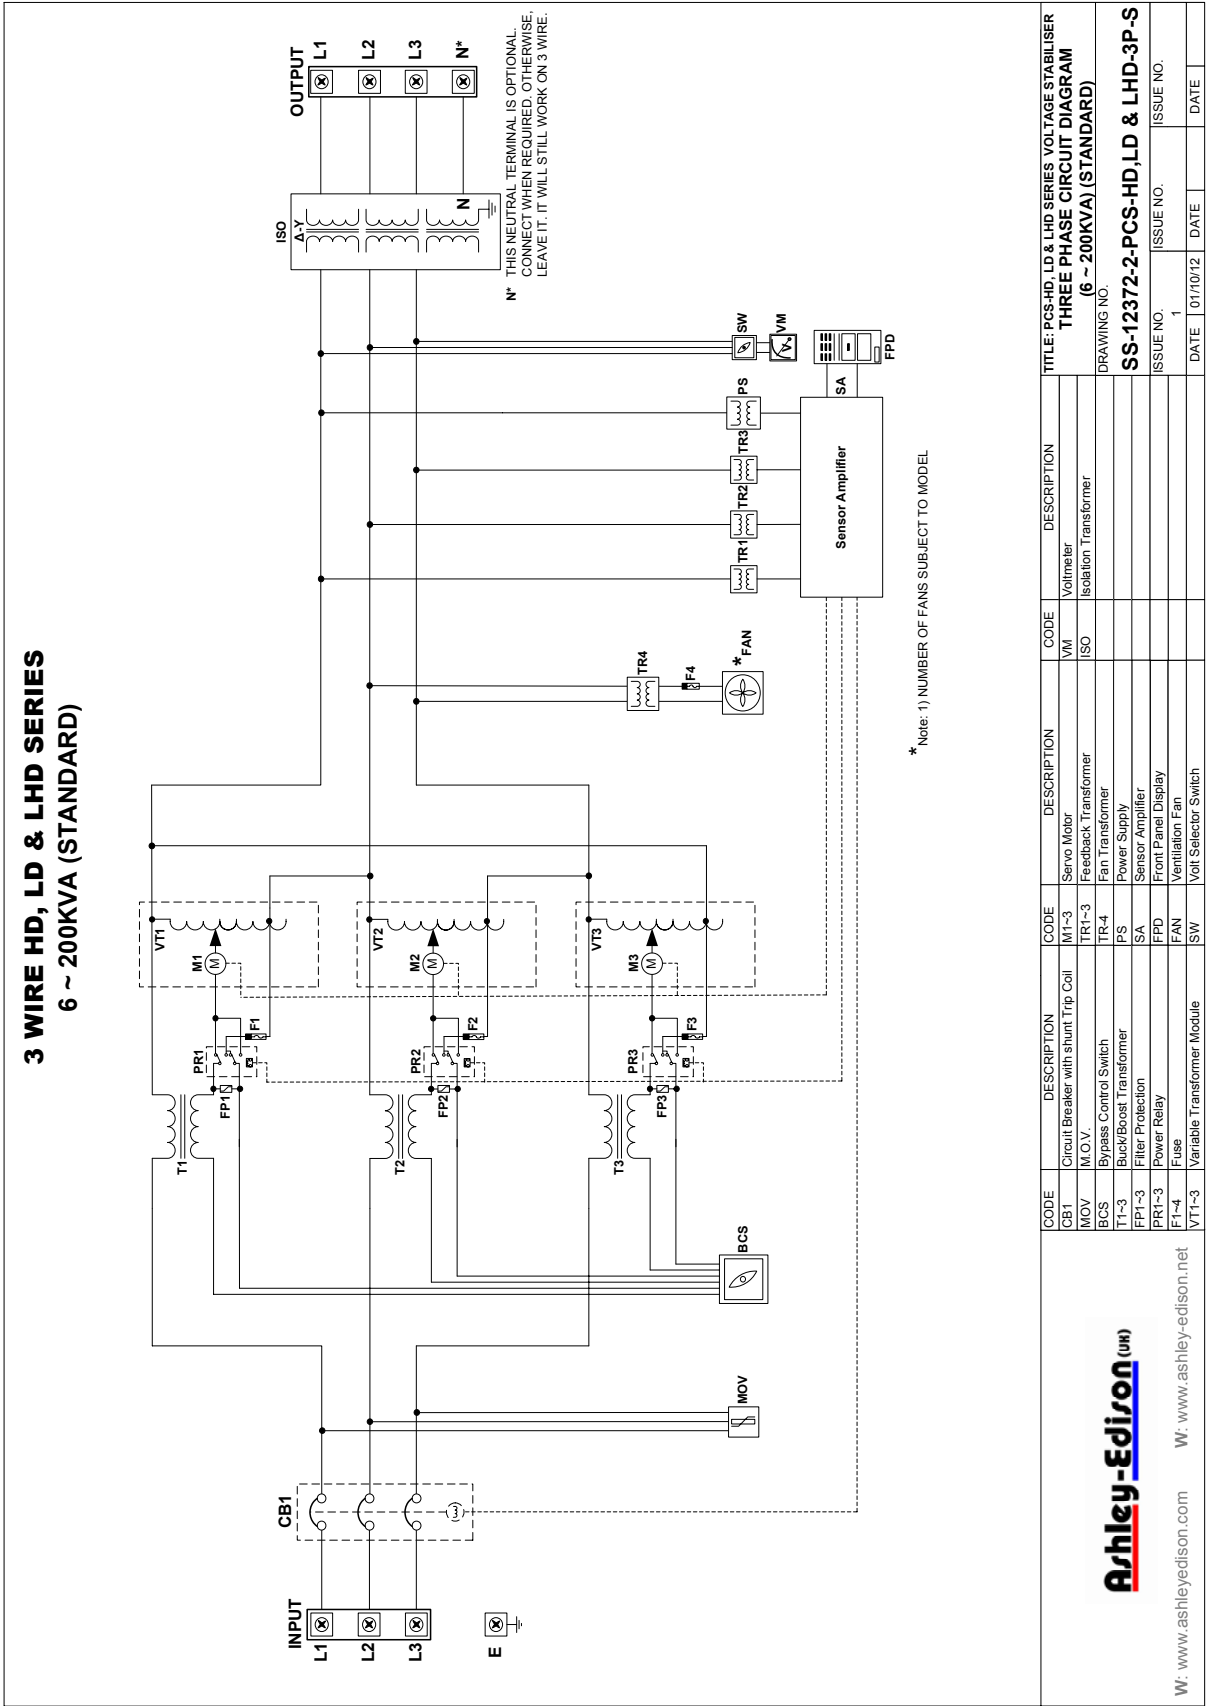 3 WIRE HD, LD & LHD SERIES
6 ~ 200KVA (STANDARD)
INPUT
L1
L2
L3
E
CB1
MOV
BCS
T1
T2
T3
FP1
FP2
FP3
PR1
PR2
PR3
F1
F2
F3
M1
M
M2
M
M3
M
VT1
VT2
VT3
TR4
F4
* FAN
TR1
TR2
TR3
PS
Sensor Amplifier
SA
FPD
SW
V
VM
ISO
Δ-Y
N
OUTPUT
L1
L2
L3
N*
N* THIS NEUTRAL TERMINAL IS OPTIONAL.
CONNECT WHEN REQUIRED. OTHERWISE,
LEAVE IT. IT WILL STILL WORK ON 3 WIRE.
* Note: 1) NUMBER OF FANS SUBJECT TO MODEL
Ashley-Edison (UK)
W: www.ashleyedison.com W: www.ashley-edison.net
CODE DESCRIPTION CODE DESCRIPTION CODE DESCRIPTION
CB1 Circuit Breaker with shunt Trip Coil M1~3 Servo Motor VM Voltmeter
MOV M.O.V. TR1~3 Feedback Transformer ISO Isolation Transformer
BCS Bypass Control Switch TR-4 Fan Transformer
T1~3 Buck/Boost Transformer PS Power Supply
FP1~3 Filter Protection SA Sensor Amplifier
PR1~3 Power Relay FPD Front Panel Display
F1~4 Fuse FAN Ventilation Fan
VT1~3 Variable Transformer Module SW Volt Selector Switch
TITLE: PCS-HD, LD & LHD SERIES VOLTAGE STABILISER
THREE PHASE CIRCUIT DIAGRAM
(6 ~ 200KVA) (STANDARD)
DRAWING NO.
SS-12372-2-PCS-HD,LD & LHD-3P-S
ISSUE NO. ISSUE NO. ISSUE NO.
1
DATE 01/10/12 DATE DATE